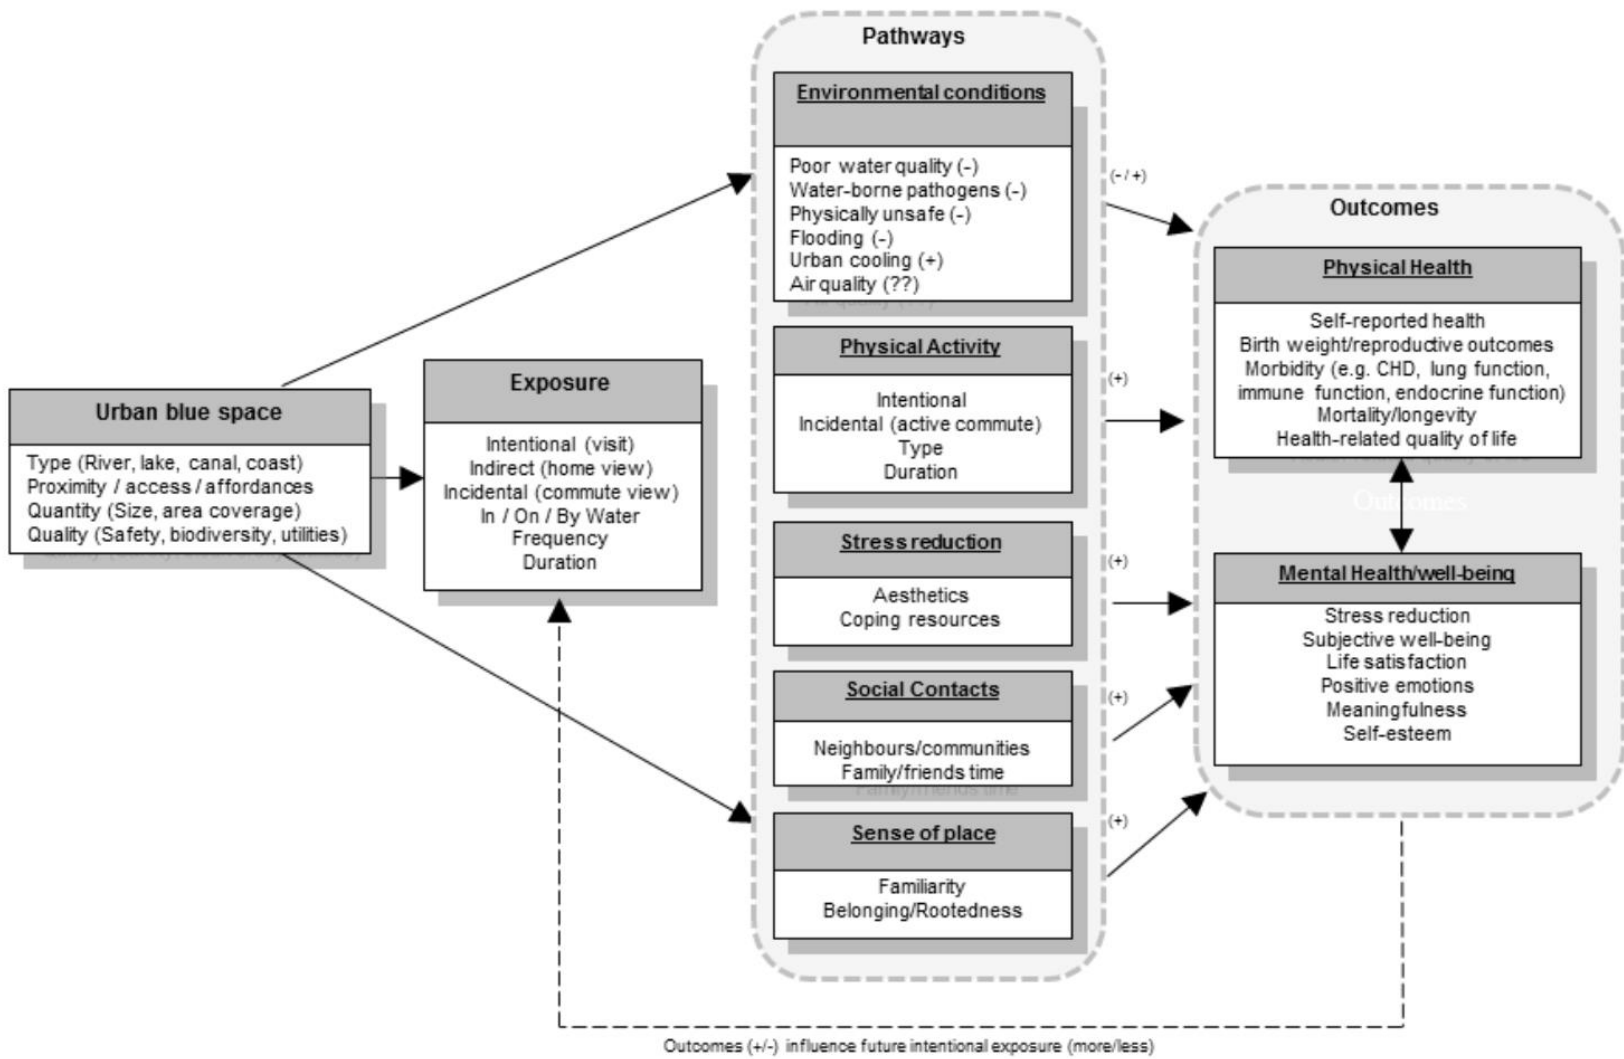 Pathways
Environmental conditions
Poor water quality (-)
Water-borne pathogens (-)
Physically unsafe (-)
Flooding (-)
Urban cooling (+)
Air quality (??)
Physical Activity
Intentional
Incidental (active commute)
Type
Duration
Stress reduction
Aesthetics
Coping resources
Social Contacts
Neighbours/communities
Family/friends time
Sense of place
Familiarity
Belonging/Rootedness
Urban blue space
Type (River, lake, canal, coast)
Proximity / access / affordances
Quantity (Size, area coverage)
Quality (Safety, biodiversity, utilities)
Exposure
Intentional (visit)
Indirect (home view)
Incidental (commute view)
In / On / By Water
Frequency
Duration
(- / +)
(+)
(+)
(+)
(+)
Outcomes
Physical Health
Self-reported health
Birth weight/reproductive outcomes
Morbidity (e.g. CHD, lung function,
immune function, endocrine function)
Mortality/longevity
Health-related quality of life
Outcomes
Mental Health/well-being
Stress reduction
Subjective well-being
Life satisfaction
Positive emotions
Meaningfulness
Self-esteem
Outcomes (+/-) influence future intentional exposure (more/less)